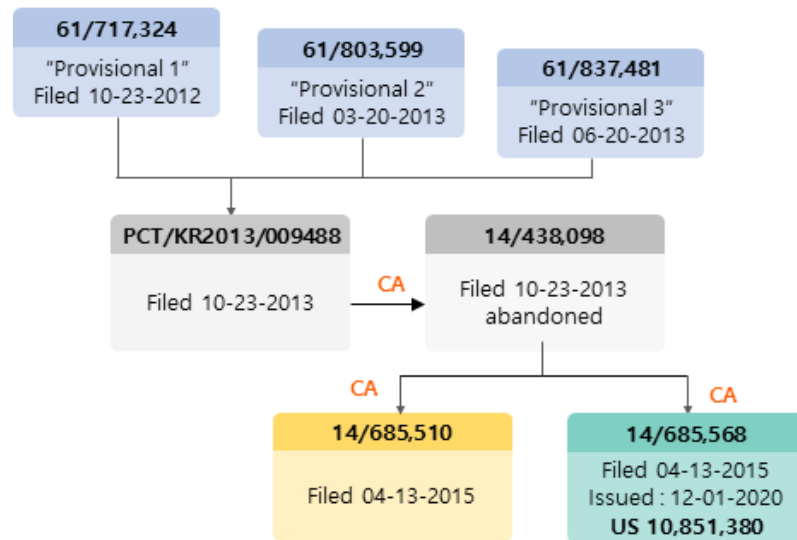 61/717,324
"Provisional 1"
Filed 10-23-2012
61/803,599
"Provisional 2"
Filed 03-20-2013
61/837,481
"Provisional 3"
Filed 06-20-2013
PCT/KR2013/009488
Filed 10-23-2013
CA
14/438,098
Filed 10-23-2013
abandoned
CA
CA
14/685,510
Filed 04-13-2015
14/685,568
Filed 04-13-2015
Issued : 12-01-2020
US 10,851,380